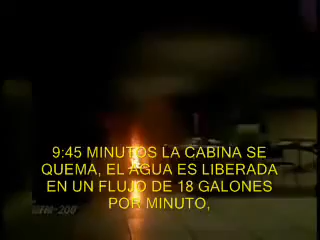 9:45 MINUTOS LA CABINA SE
QUEMA, EL AGUA ES LIBERADA
EN UN FLUJO DE 18 GALONES
POR MINUTO,